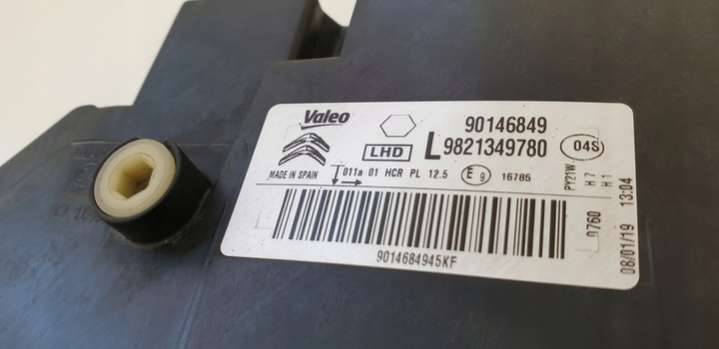 Valeo
90146849
LHD
L9821349780
04S
MADE IN SPAIN
011a 01 HCR PL 12.5
E9
16785
PY21W
H7
H1
0760
08/01/19 13:04
9014684945KF